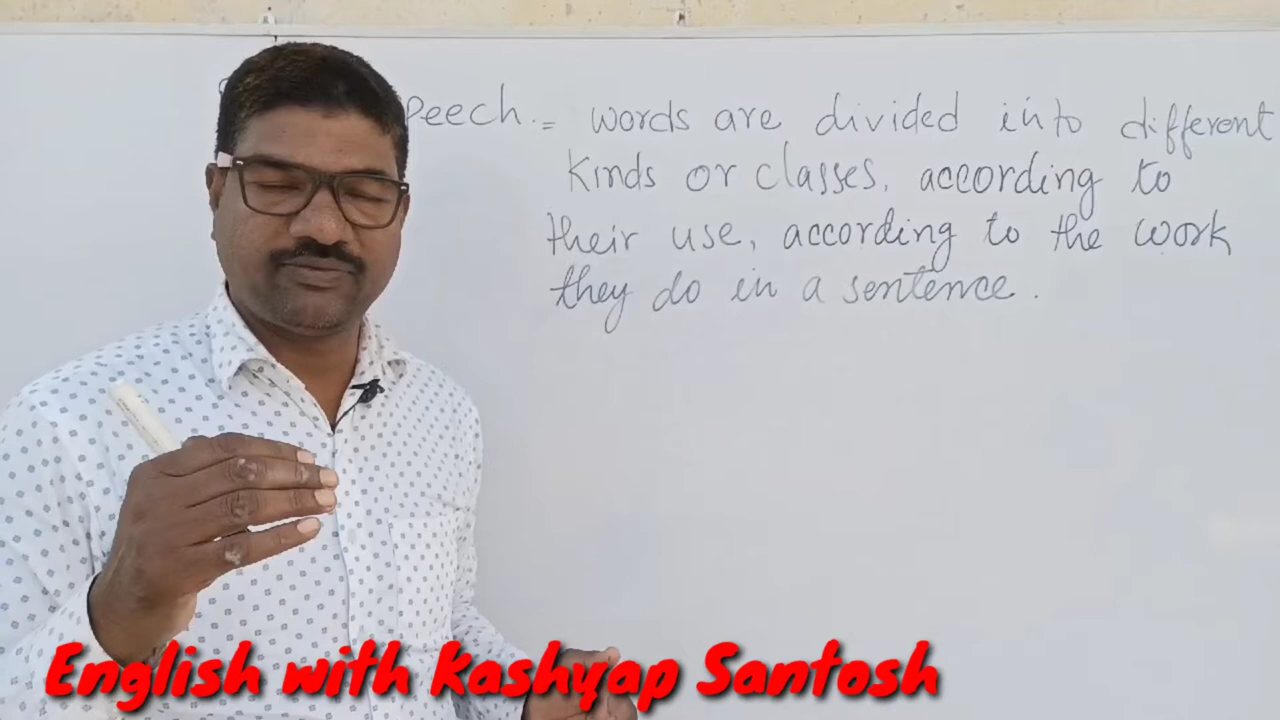 peech. = words are divided into different
kinds or classes, according to
their use, according to the work
they do in a sentence.
English with Kashyap Santosh